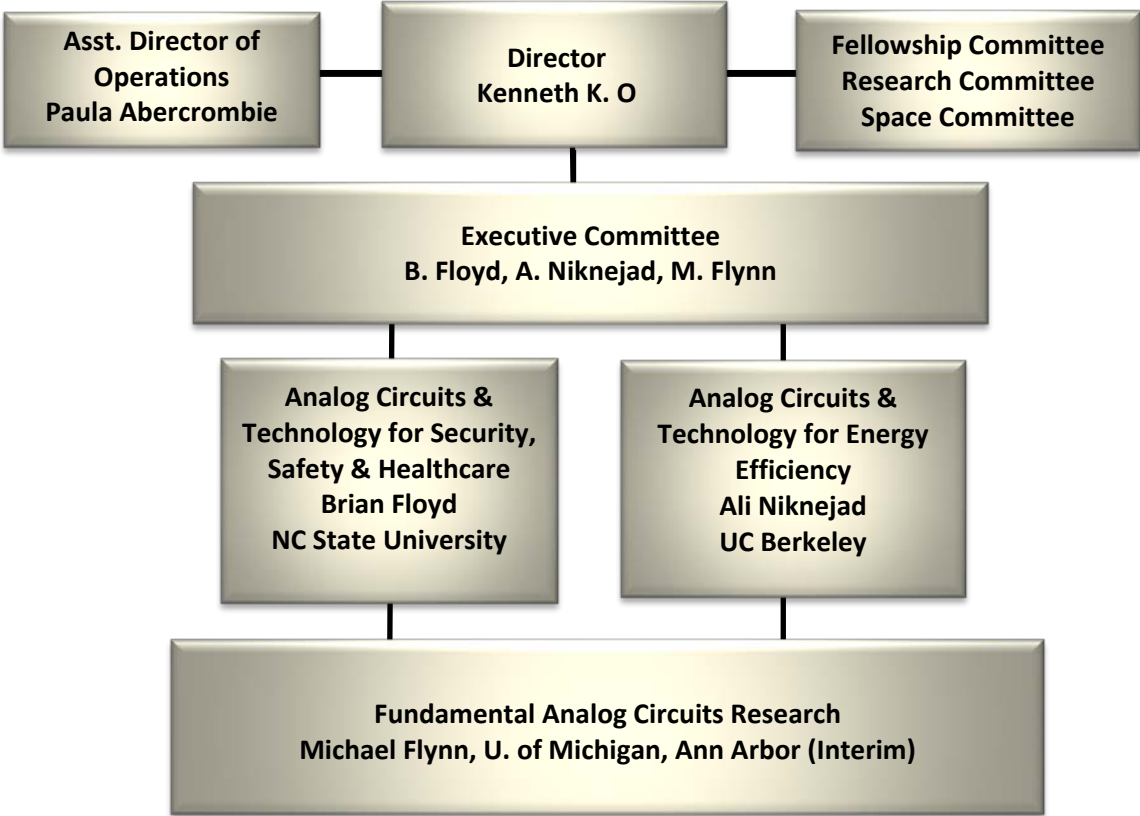 Asst. Director of
Operations
Paula Abercrombie
Director
Kenneth K. O
Fellowship Committee
Research Committee
Space Committee
Executive Committee
B. Floyd, A. Niknejad, M. Flynn
Analog Circuits &
Technology for Security,
Safety & Healthcare
Brian Floyd
NC State University
Analog Circuits &
Technology for Energy
Efficiency
Ali Niknejad
UC Berkeley
Fundamental Analog Circuits Research
Michael Flynn, U. of Michigan, Ann Arbor (Interim)